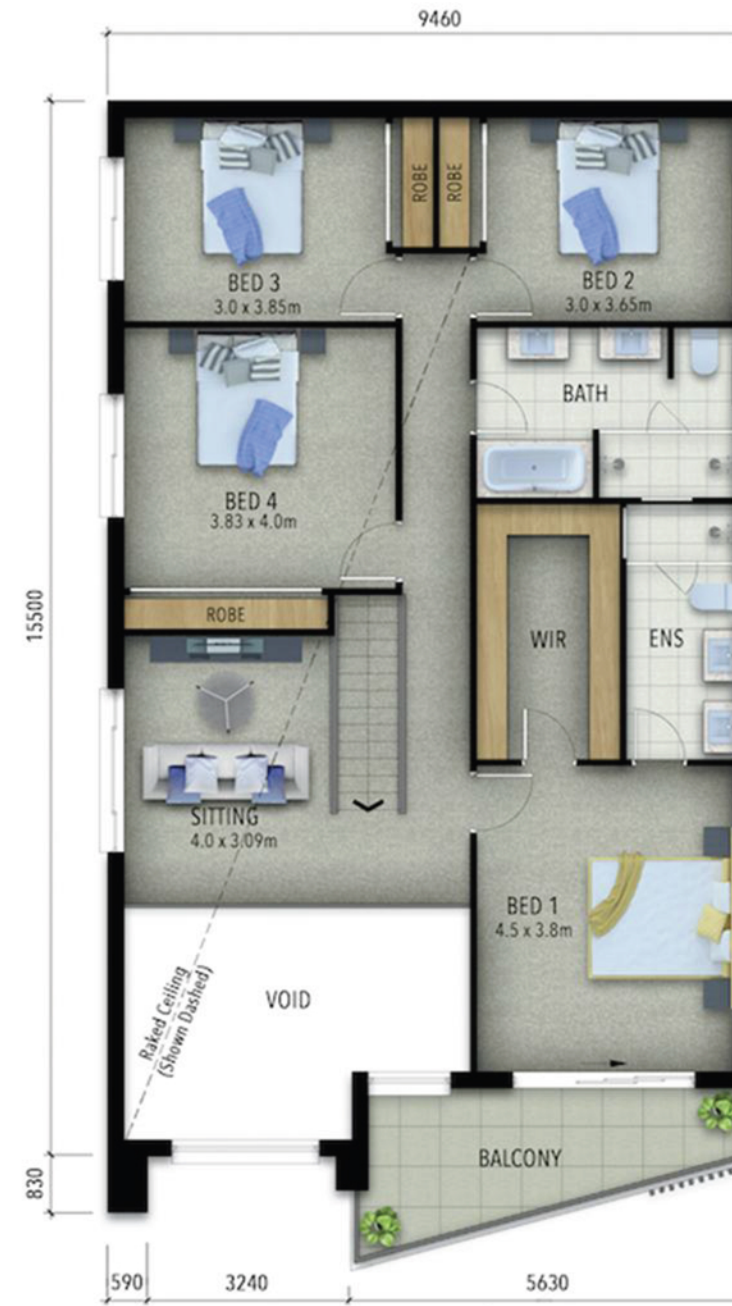 9460
ROBE
ROBE
BED 3
3.0 x 3.85m
BED 2
3.0 x 3.65m
BATH
BED 4
3.83 x 4.0m
15500
ROBE
WIR
ENS
SITTING
4.0 x 3.09m
BED 1
4.5 x 3.8m
VOID
Raked Ceiling
(Shown Dashed)
BALCONY
830
590
3240
5630